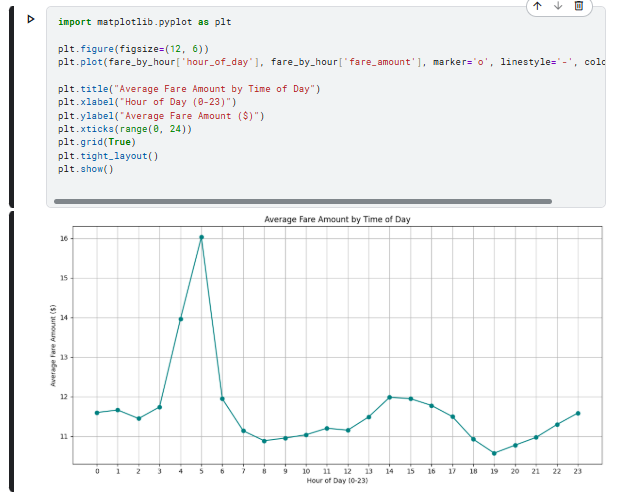 import matplotlib.pyplot as plt
plt.figure(figsize=(12, 6))
plt.plot(fare_by_hour['hour_of_day'], fare_by_hour['fare_amount'], marker='o', linestyle='-', colo
plt.title("Average Fare Amount by Time of Day")
plt.xlabel("Hour of Day (0-23)")
plt.ylabel("Average Fare Amount ($)")
plt.xticks(range(0, 24))
plt.grid(True)
plt.tight_layout()
plt.show()
Average Fare Amount by Time of Day
Average Fare Amount ($)
16
15
14
13
12
11
0 1 2 3 4 5 6 7 8 9 10 11 12 13 14 15 16 17 18 19 20 21 22 23
Hour of Day (0-23)